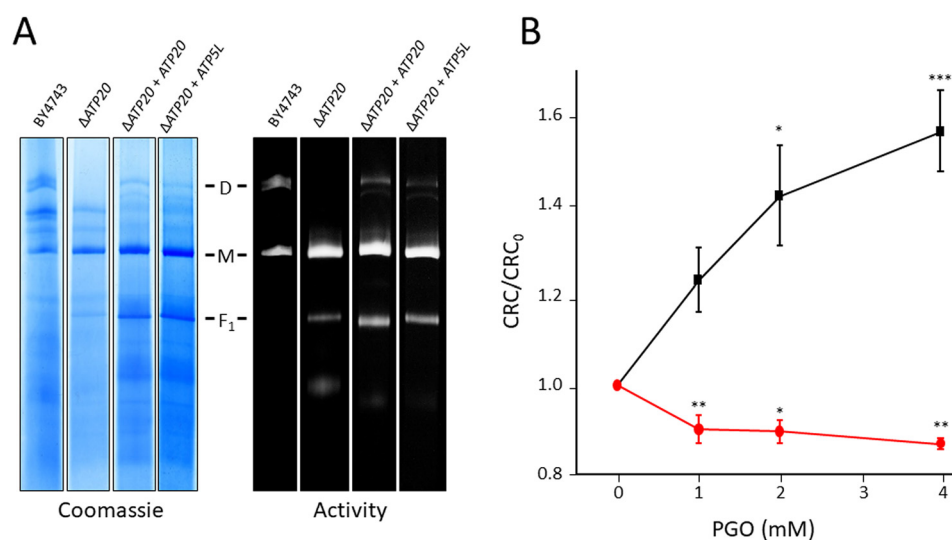 A
BY4743
ΔATP20
ΔATP20 + ATP20
ΔATP20 + ATP5L
BY4743
ΔATP20
ΔATP20 + ATP20
ΔATP20 + ATP5L
D
M
F1
Coomassie
Activity
B
CRC/CRC0
1.6
1.4
1.2
1.0
0.8
***
*
**
*
**
0
1
2
3
4
PGO (mM)